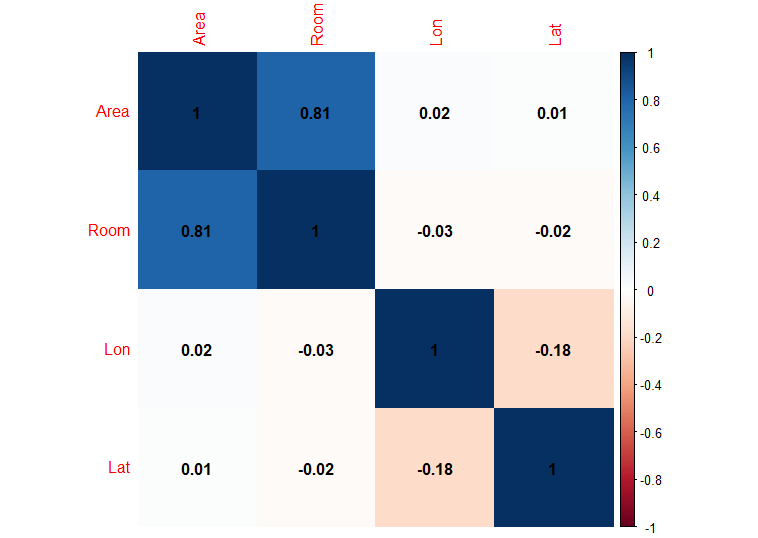 Area Room Lon Lat
Area 1 0.81 0.02 0.01
Room 0.81 1 -0.03 -0.02
Lon 0.02 -0.03 1 -0.18
Lat 0.01 -0.02 -0.18 1
1
0.8
0.6
0.4
0.2
0
-0.2
-0.4
-0.6
-0.8
-1